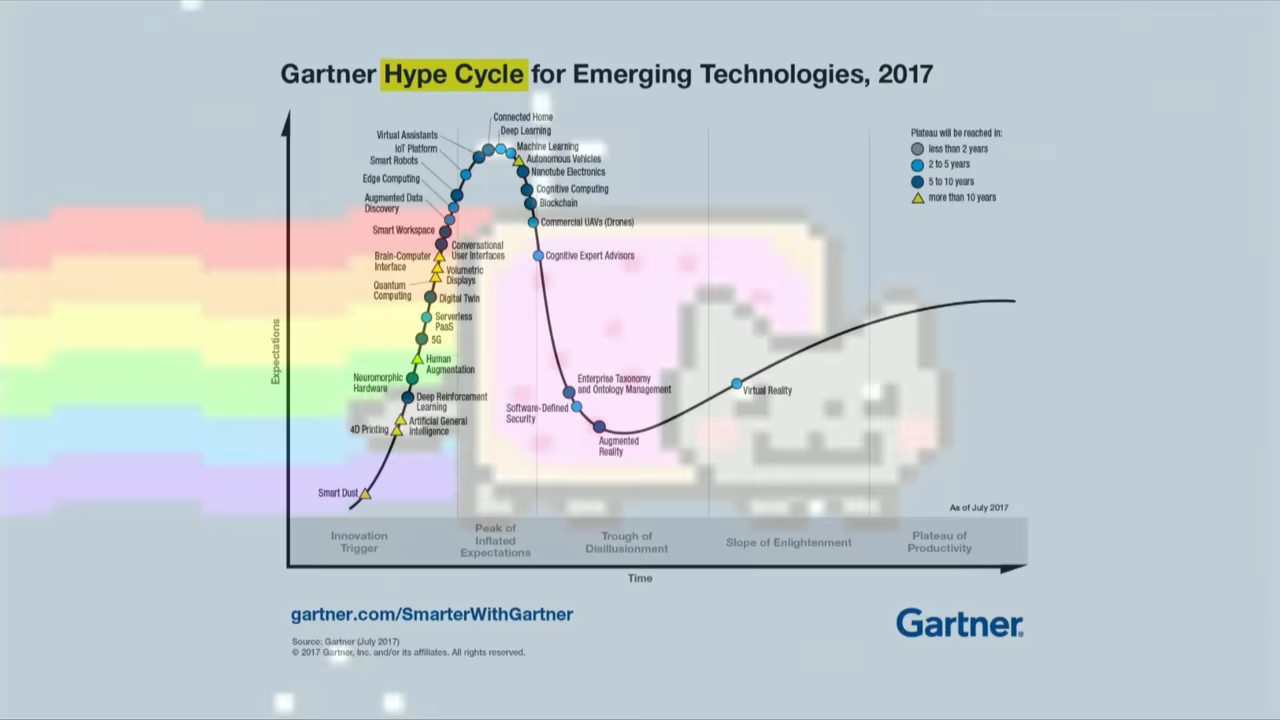 Gartner Hype Cycle for Emerging Technologies, 2017
Connected Home
Deep Learning
Virtual Assistants
Machine Learning
IoT Platform
Autonomous Vehicles
Smart Robots
Nanotube Electronics
Edge Computing
Cognitive Computing
Augmented Data
Discovery
Blockchain
Commercial UAVs (Drones)
Smart Workspace
Conversational
User Interfaces
Brain-Computer
Interface
Cognitive Expert Advisors
Volumetric
Displays
Quantum
Computing
Digital Twin
Serverless
PaaS
5G
Human
Augmentation
Neuromorphic
Hardware
Deep Reinforcement
Learning
Artificial General
Intelligence
4D Printing
Smart Dust
Enterprise Taxonomy
and Ontology Management
Software-Defined
Security
Augmented
Reality
Virtual Reality
Plateau will be reached in:
less than 2 years
2 to 5 years
5 to 10 years
more than 10 years
Expectations
As of July 2017
Innovation
Trigger
Peak of
Inflated
Expectations
Trough of
Disillusionment
Slope of Enlightenment
Plateau of
Productivity
Time
gartner.com/SmarterWithGartner
Gartner®
Source: Gartner (July 2017)
© 2017 Gartner, Inc. and/or its affiliates. All rights reserved.